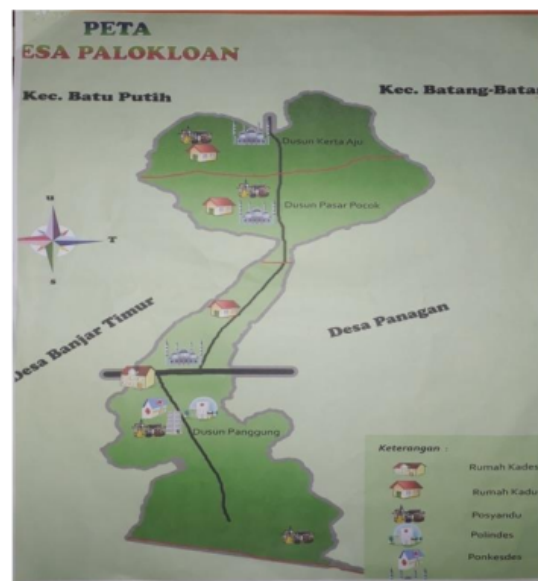 PETA
ESA PALOKLOAN
Kec. Batu Putih
Kec. Batang-Batan
Dusun Kerta Aju
Dusun Pasar Pocok
u
T
s
Desa Banjar Timur
Desa Panagan
Dusun Panggung
Keterangan :
Rumah Kades
Rumah Kadu
Posyandu
Polindes
Ponkesdes